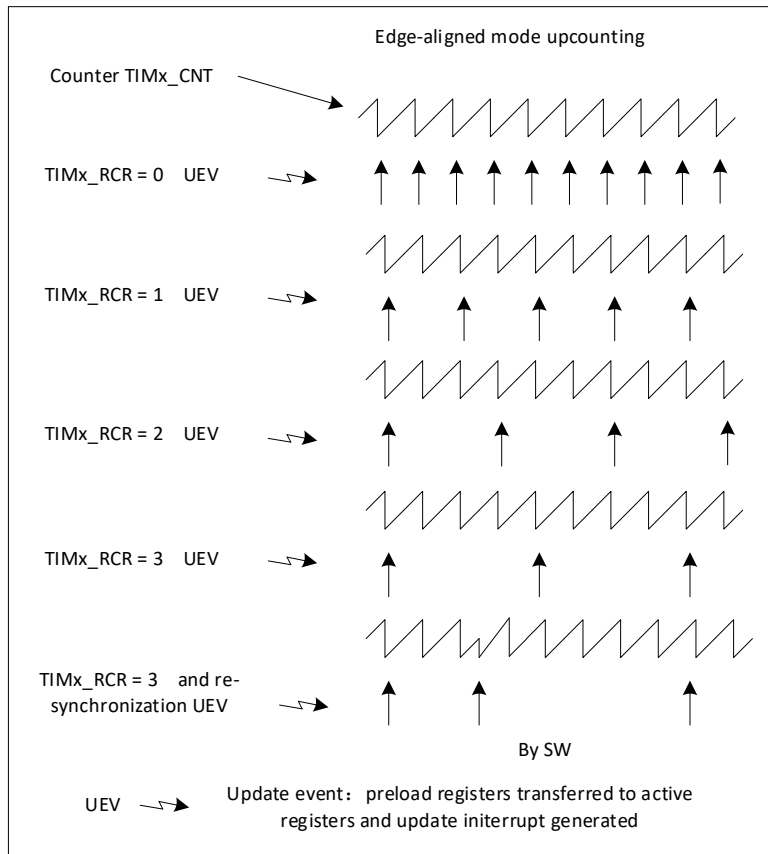 Edge-aligned mode upcounting
Counter TIMx_CNT
TIMx_RCR = 0 UEV
TIMx_RCR = 1 UEV
TIMx_RCR = 2 UEV
TIMx_RCR = 3 UEV
TIMx_RCR = 3 and re-
synchronization UEV
By SW
UEV
Update event：preload registers transferred to active
registers and update initerrupt generated